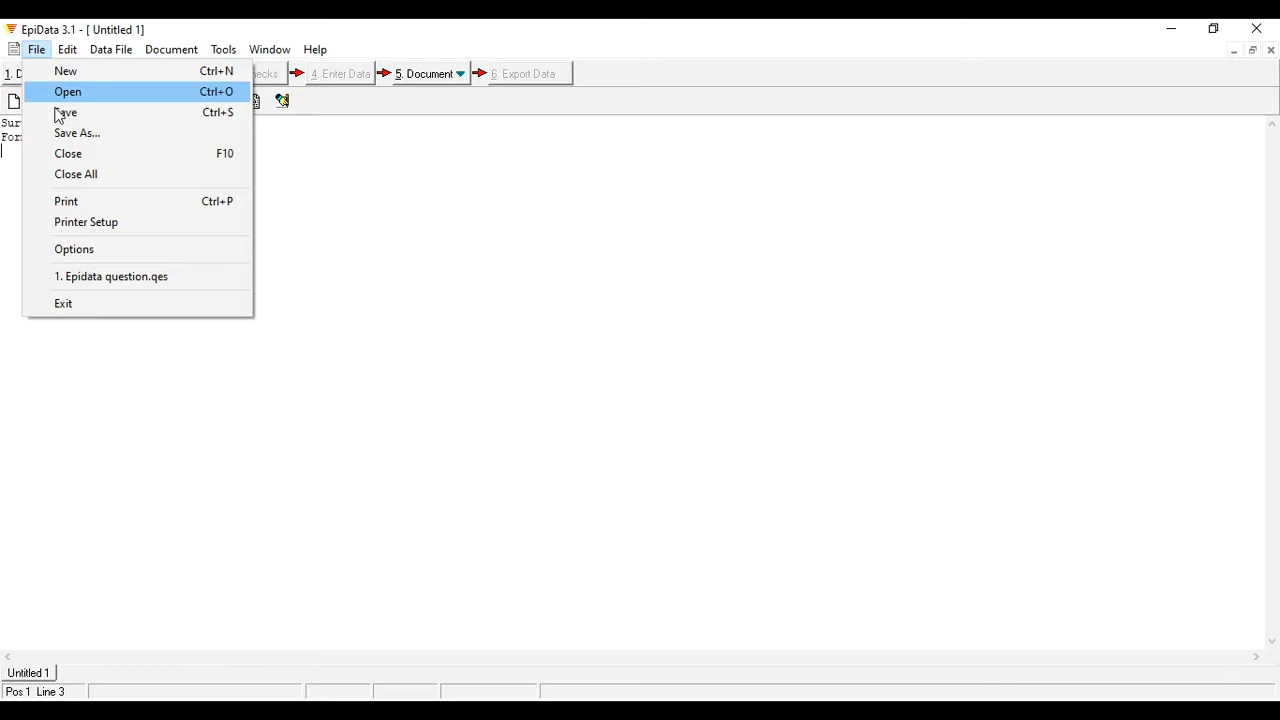 EpiData 3.1 - [ Untitled 1]
File Edit Data File Document Tools Window Help
4. Enter Data 5. Document 6. Export Data
New Ctrl+N
Open Ctrl+O
Ctrl+S
Save As...
Close F10
Close All
Print Ctrl+P
Printer Setup
Options
1. Epidata question.qes
Exit
Untitled 1
Pos 1 Line 3